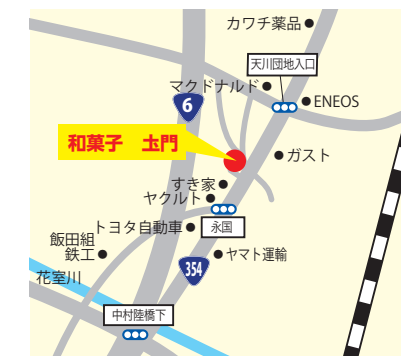 カワチ薬品
天川団地入口
マクドナルド
ENEOS
6
和菓子 圡門
ガスト
すき家
ヤクルト
トヨタ自動車
永国
飯田組
鉄工
ヤマト運輸
354
花室川
中村陸橋下